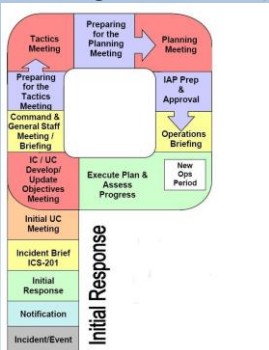 Tactics
Meeting
Preparing
for the
Planning
Meeting
Planning
Meeting
Preparing
for the
Tactics
Meeting
IAP Prep
&
Approval
Command &
General Staff
Meeting /
Briefing
Operations
Briefing
IC / UC
Develop/
Update
Objectives
Meeting
Execute Plan &
Assess
Progress
New
Ops
Period
Initial UC
Meeting
Incident Brief
ICS-201
Initial
Response
Notification
Incident/Event
Initial Response